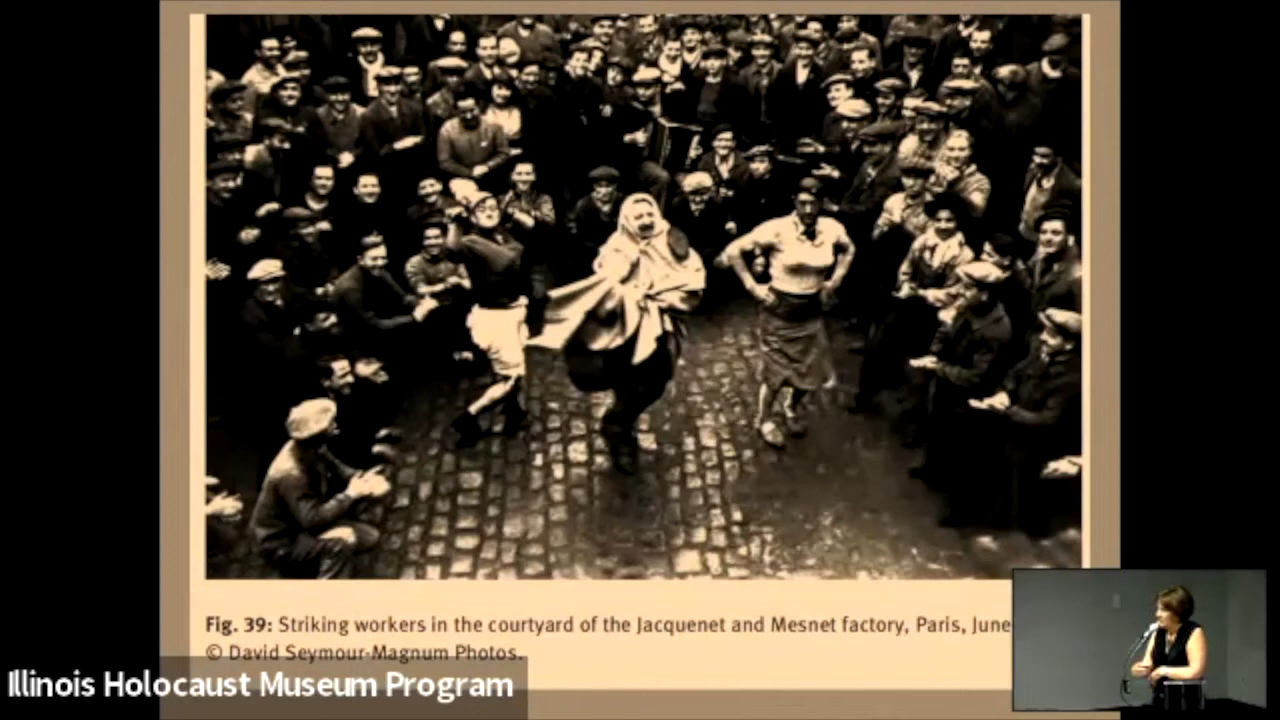 Fig. 39: Striking workers in the courtyard of the Jacquenet and Mesnet factory, Paris, June
© David Seymour-Magnum Photos.
Illinois Holocaust Museum Program